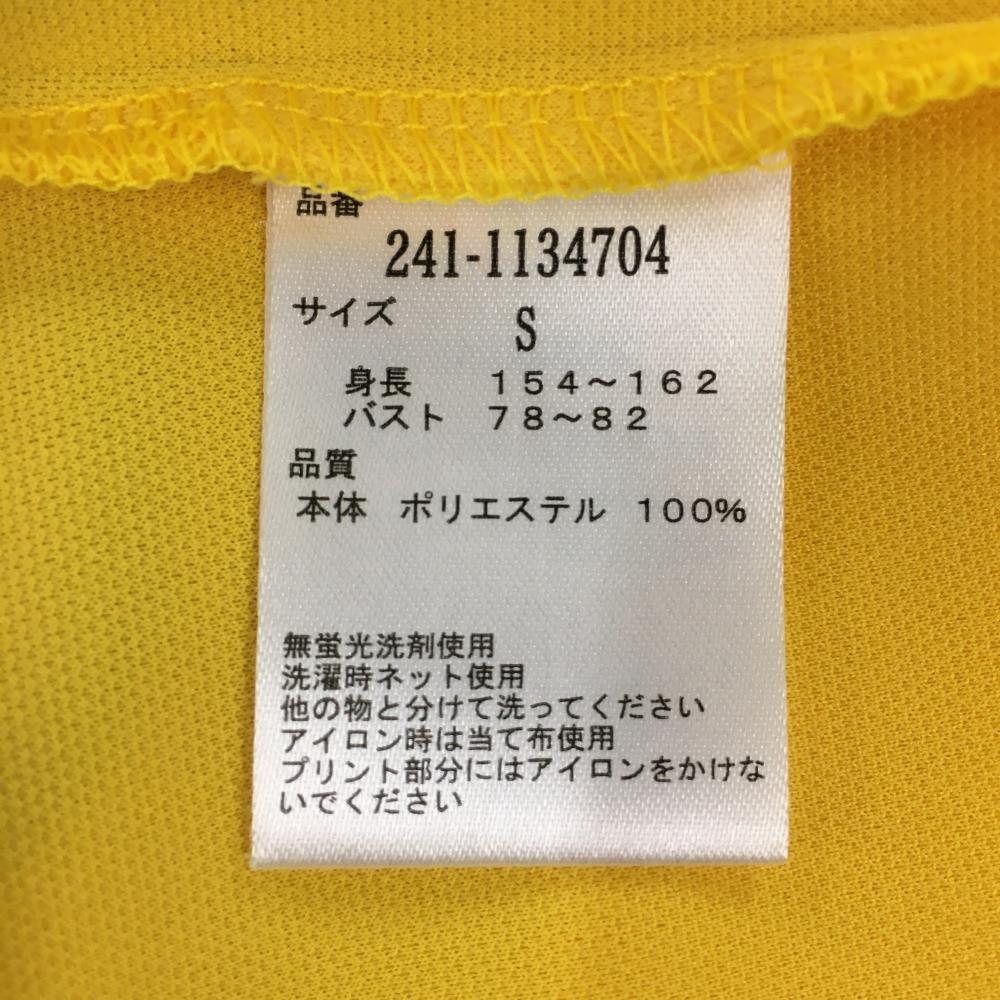 品番
241-1134704
サイズ S
身長 154～162
バスト 78～82
品質
本体 ポリエステル 100%
無蛍光洗剤使用
洗濯時ネット使用
他の物と分けて洗ってください
アイロン時は当て布使用
プリント部分にはアイロンをかけな
いでください